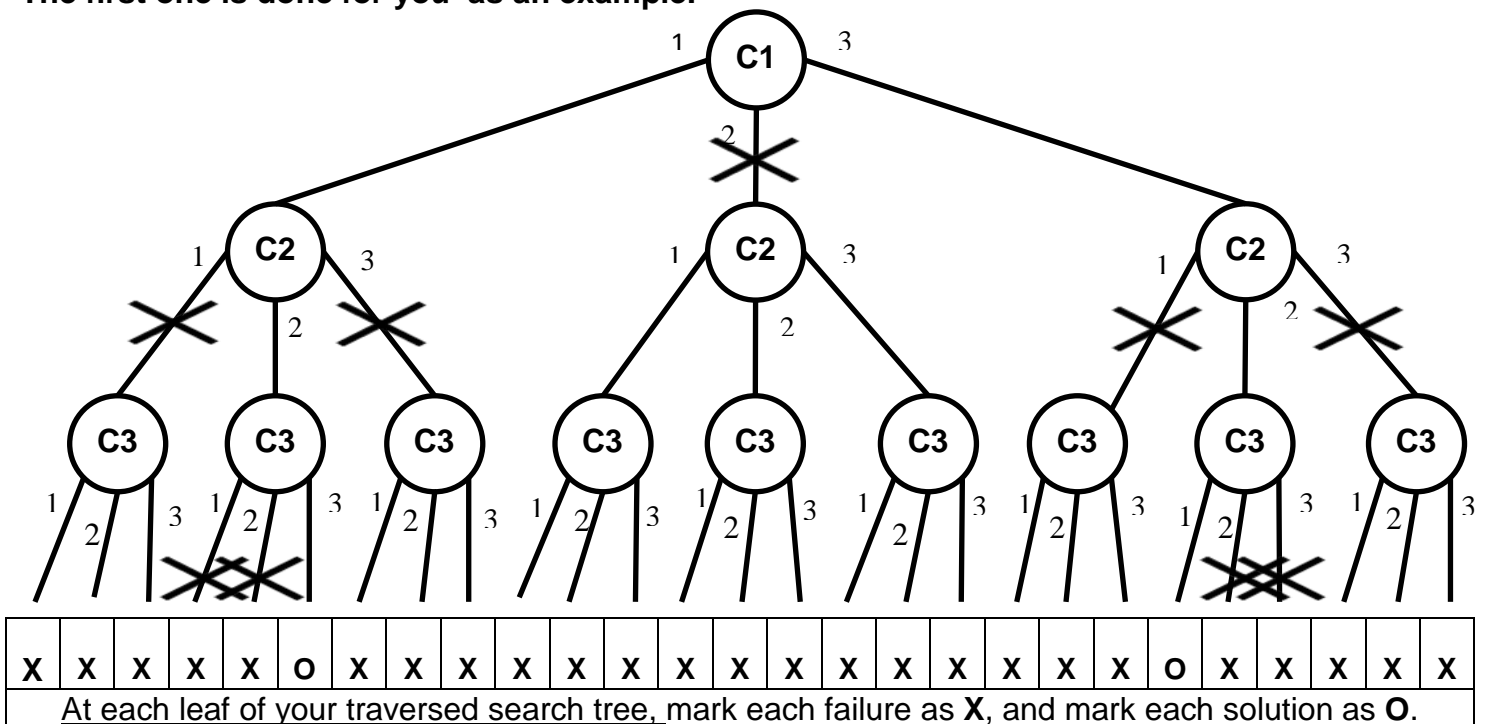 The first one is done for you as an example.
1 C1 3
2
1 C2 3 1 C2 3 1 C2 3
2 2 2
C3 C3 C3 C3 C3 C3 C3 C3 C3
1 2 3 1 2 3 1 2 3 1 2 3 1 2 3 1 2 3 1 2 3 1 2 3 1 2 3
X X X X X O X X X X X X X X X X X X X X X O X X X X X
At each leaf of your traversed search tree, mark each failure as X, and mark each solution as O.